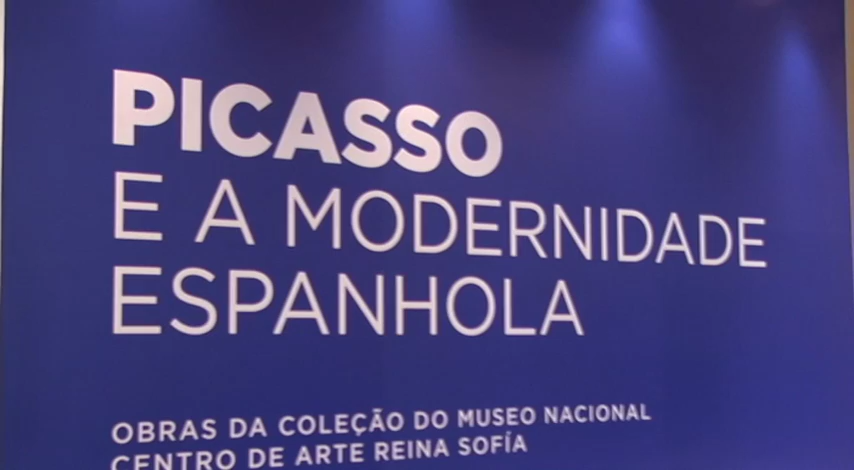 PICASSO
E A MODERNIDADE
ESPANHOLA
OBRAS DA COLEÇÃO DO MUSEO NACIONAL
CENTRO DE ARTE REINA SOFÍA